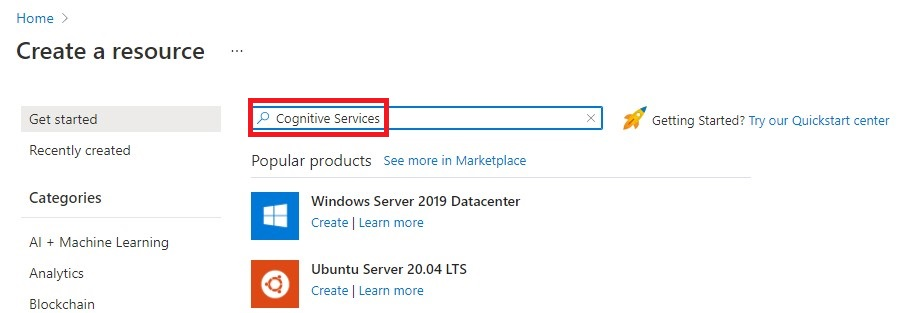 Home >
Create a resource ...
Get started
Recently created
Categories
AI + Machine Learning
Analytics
Blockchain
Cognitive Services
Getting Started? Try our Quickstart center
Popular products See more in Marketplace
Windows Server 2019 Datacenter
Create | Learn more
Ubuntu Server 20.04 LTS
Create | Learn more